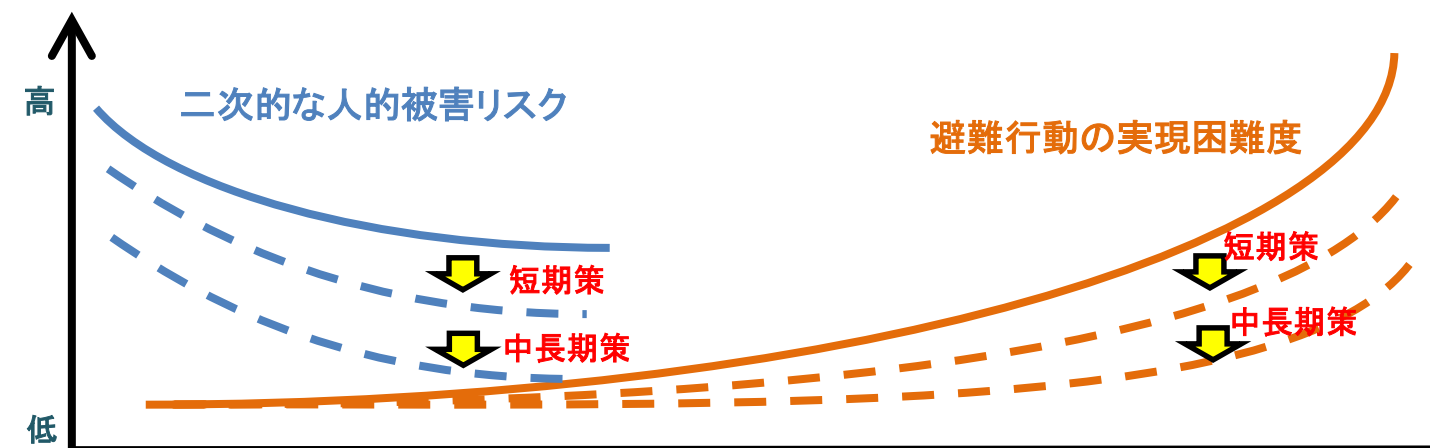 高
二次的な人的被害リスク
避難行動の実現困難度
短期策
短期策
中長期策
中長期策
低